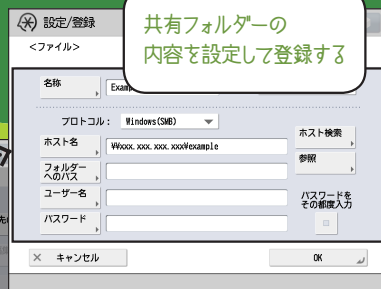 設定/登録
共有フォルダーの
内容を設定して登録する
<ファイル>
名称
Examp
プロトコル： Windows(SMB)
ホスト名 ¥¥xxx.xxx.xxx.xxx¥example
ホスト検索
参照
フォルダー
へのパス
ユーザー名
パスワード
パスワードを
その都度入力
× キャンセル
OK